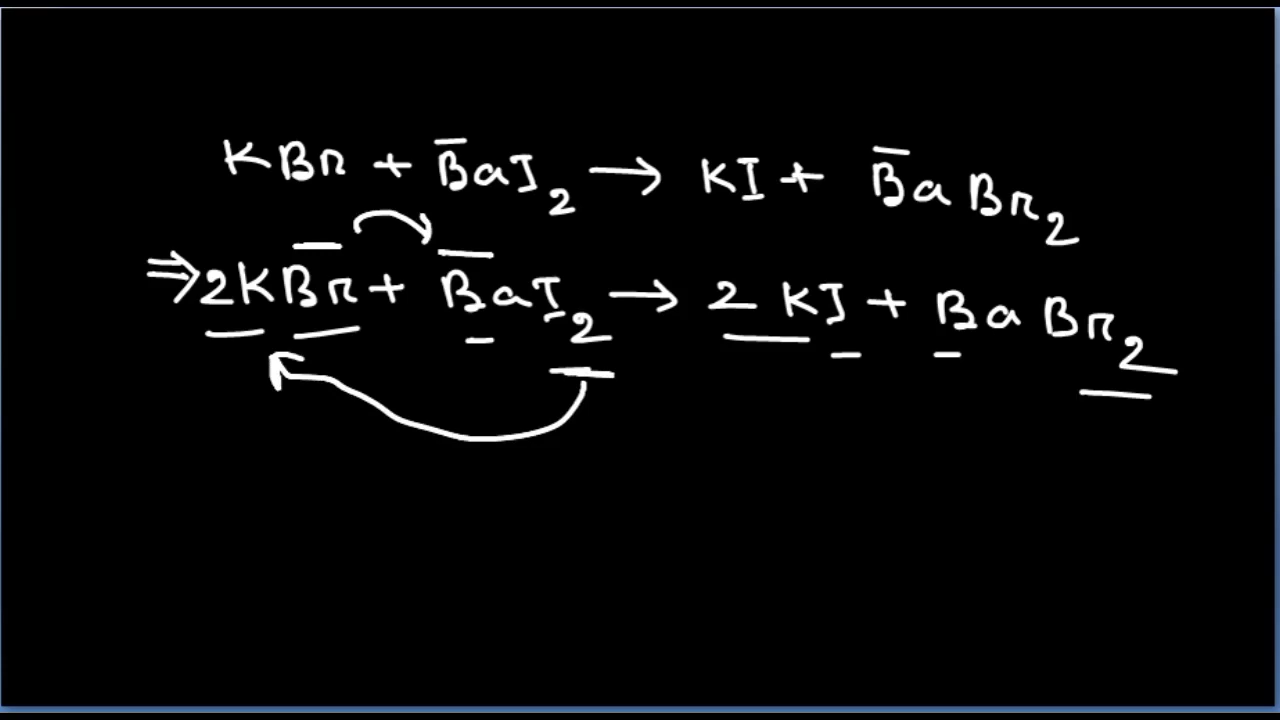 KBr + BaI₂ → KI + BaBr₂
⇒ 2KBr + BaI₂ → 2KI + BaBr₂